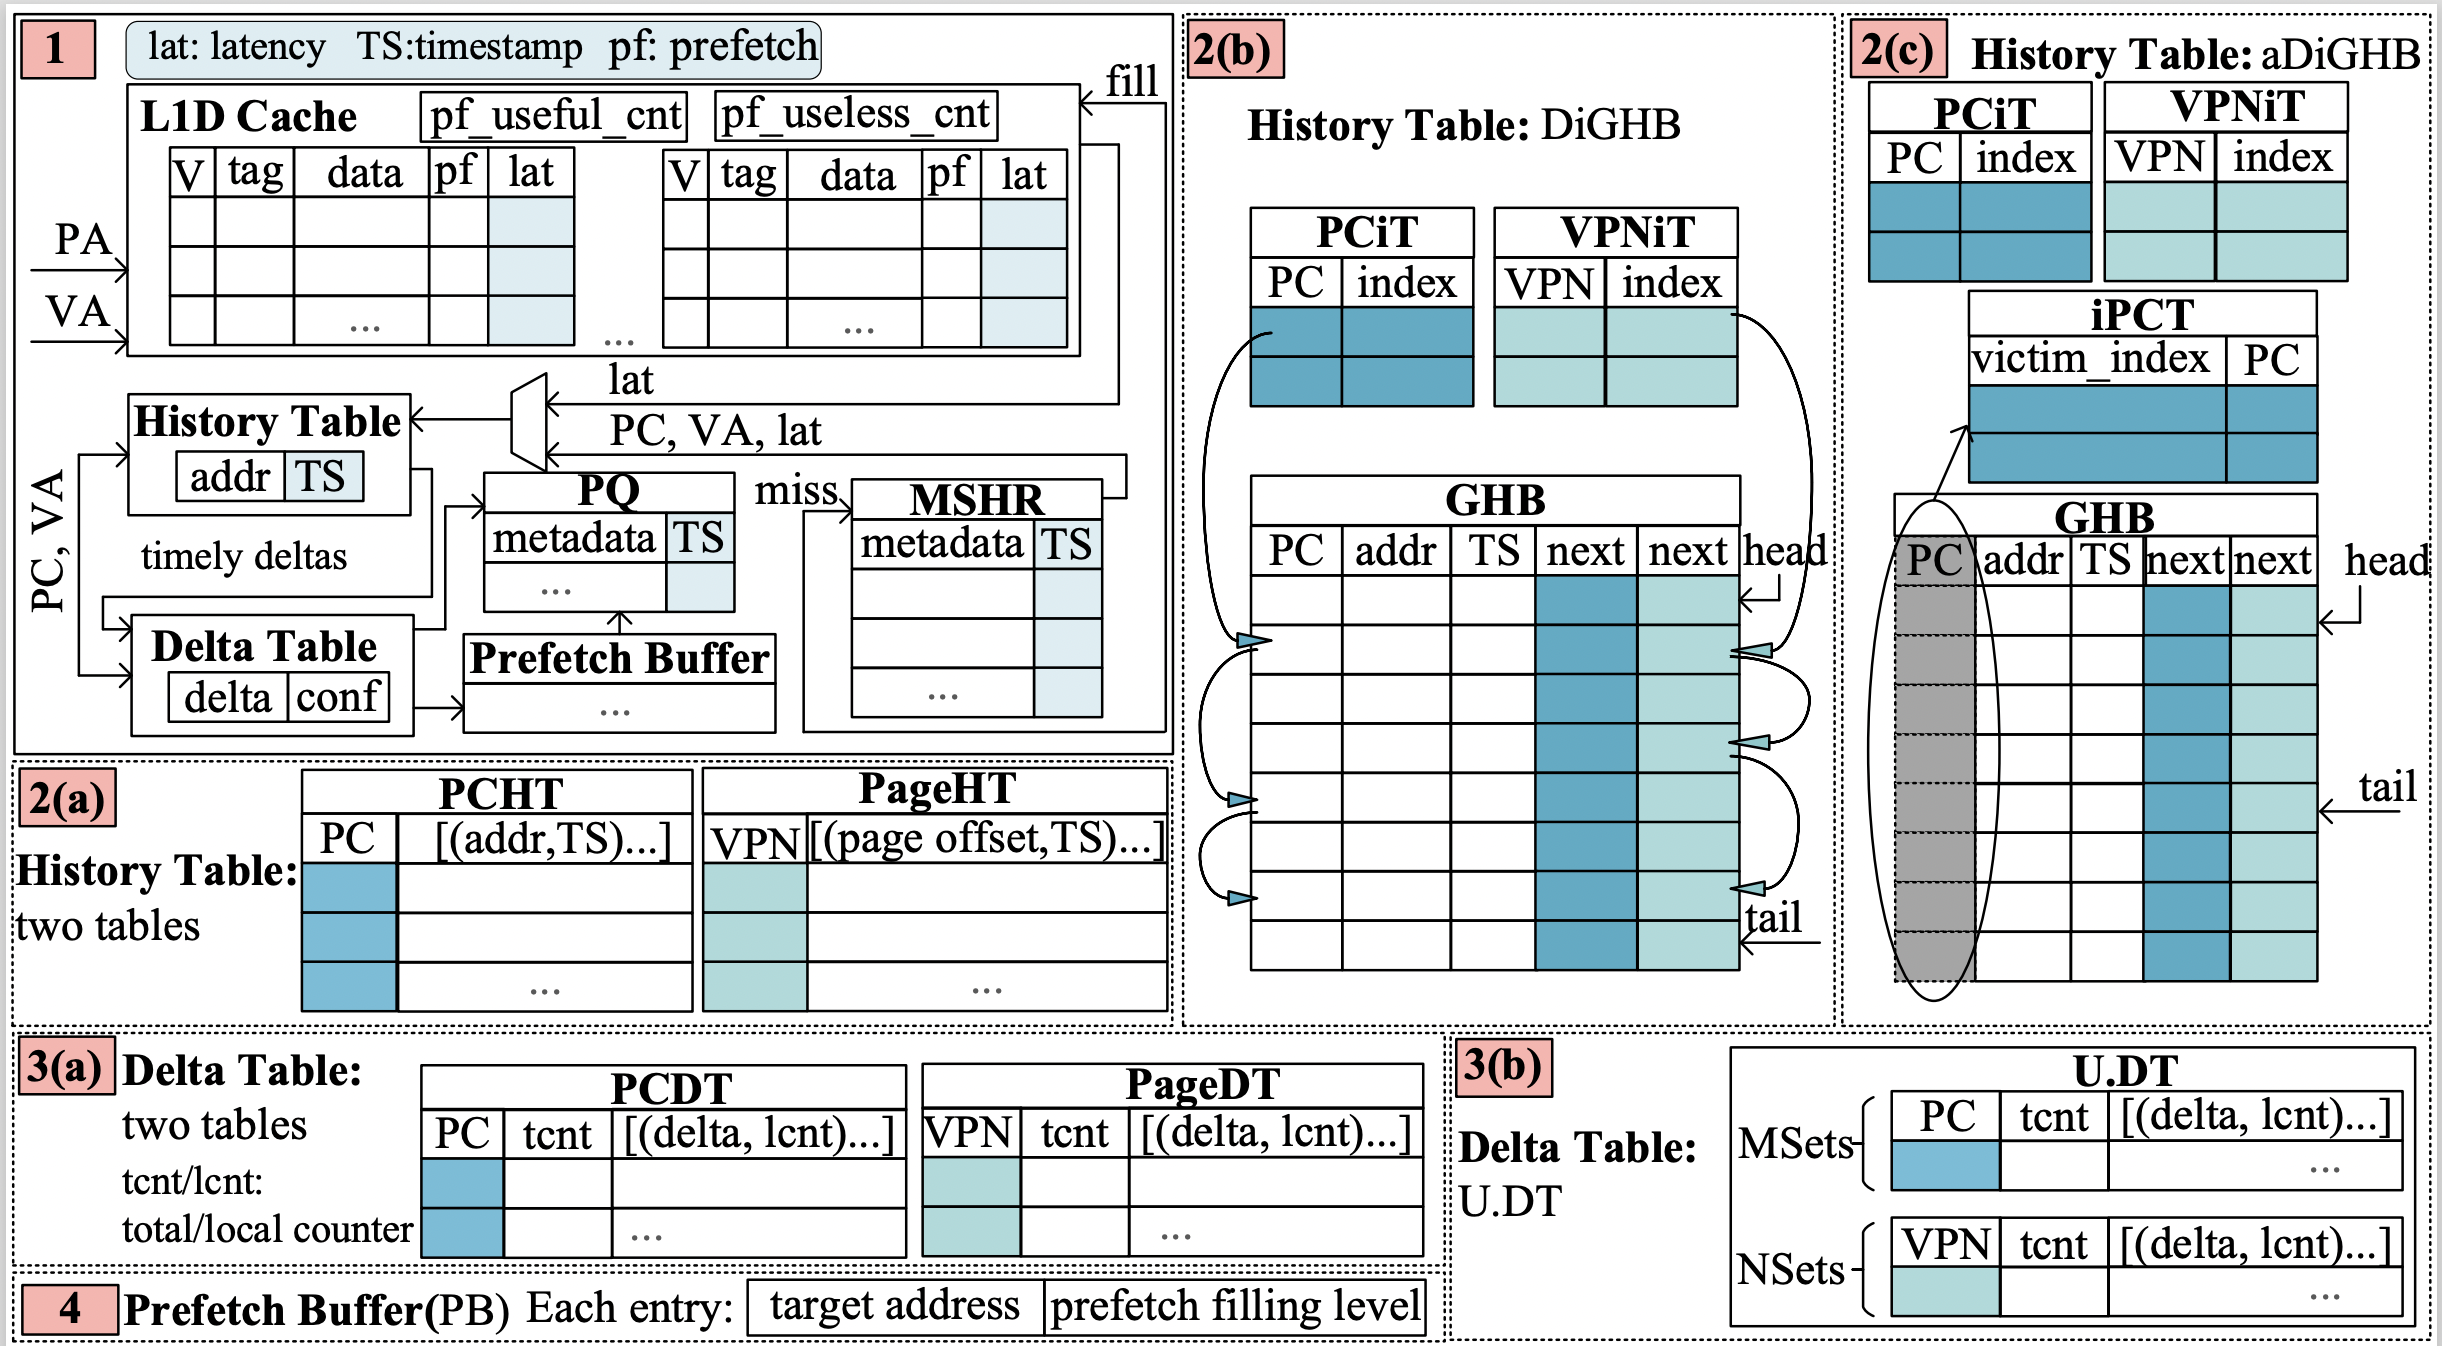 1
lat: latency TS:timestamp pf: prefetch
fill
L1D Cache pf_useful_cnt pf_useless_cnt
V tag data pf lat
V tag data pf lat
PA
VA
...
...
...
lat
PC, VA, lat
History Table
addr TS
PC, VA
timely deltas
PQ
metadata TS
...
miss
MSHR
metadata TS
...
Delta Table
delta conf
Prefetch Buffer
...
2(a)
History Table:
two tables
PCHT
PC [(addr,TS)...]
...
PageHT
VPN [(page offset,TS)...]
...
2(b)
History Table: DiGHB
PCiT
PC index
VPNiT
VPN index
GHB
PC addr TS next next
head
tail
2(c)
History Table: aDiGHB
PCiT
PC index
VPNiT
VPN index
iPCT
victim_index PC
GHB
PC addr TS next next
head
tail
3(a)
Delta Table:
two tables
tcnt/lcnt:
total/local counter
PCDT
PC tcnt [(delta, lcnt)...]
...
PageDT
VPN tcnt [(delta, lcnt)...]
...
3(b)
Delta Table:
U.DT
U.DT
MSets
PC tcnt [(delta, lcnt)...]
...
NSets
VPN tcnt [(delta, lcnt)...]
...
4
Prefetch Buffer(PB) Each entry: target address prefetch filling level